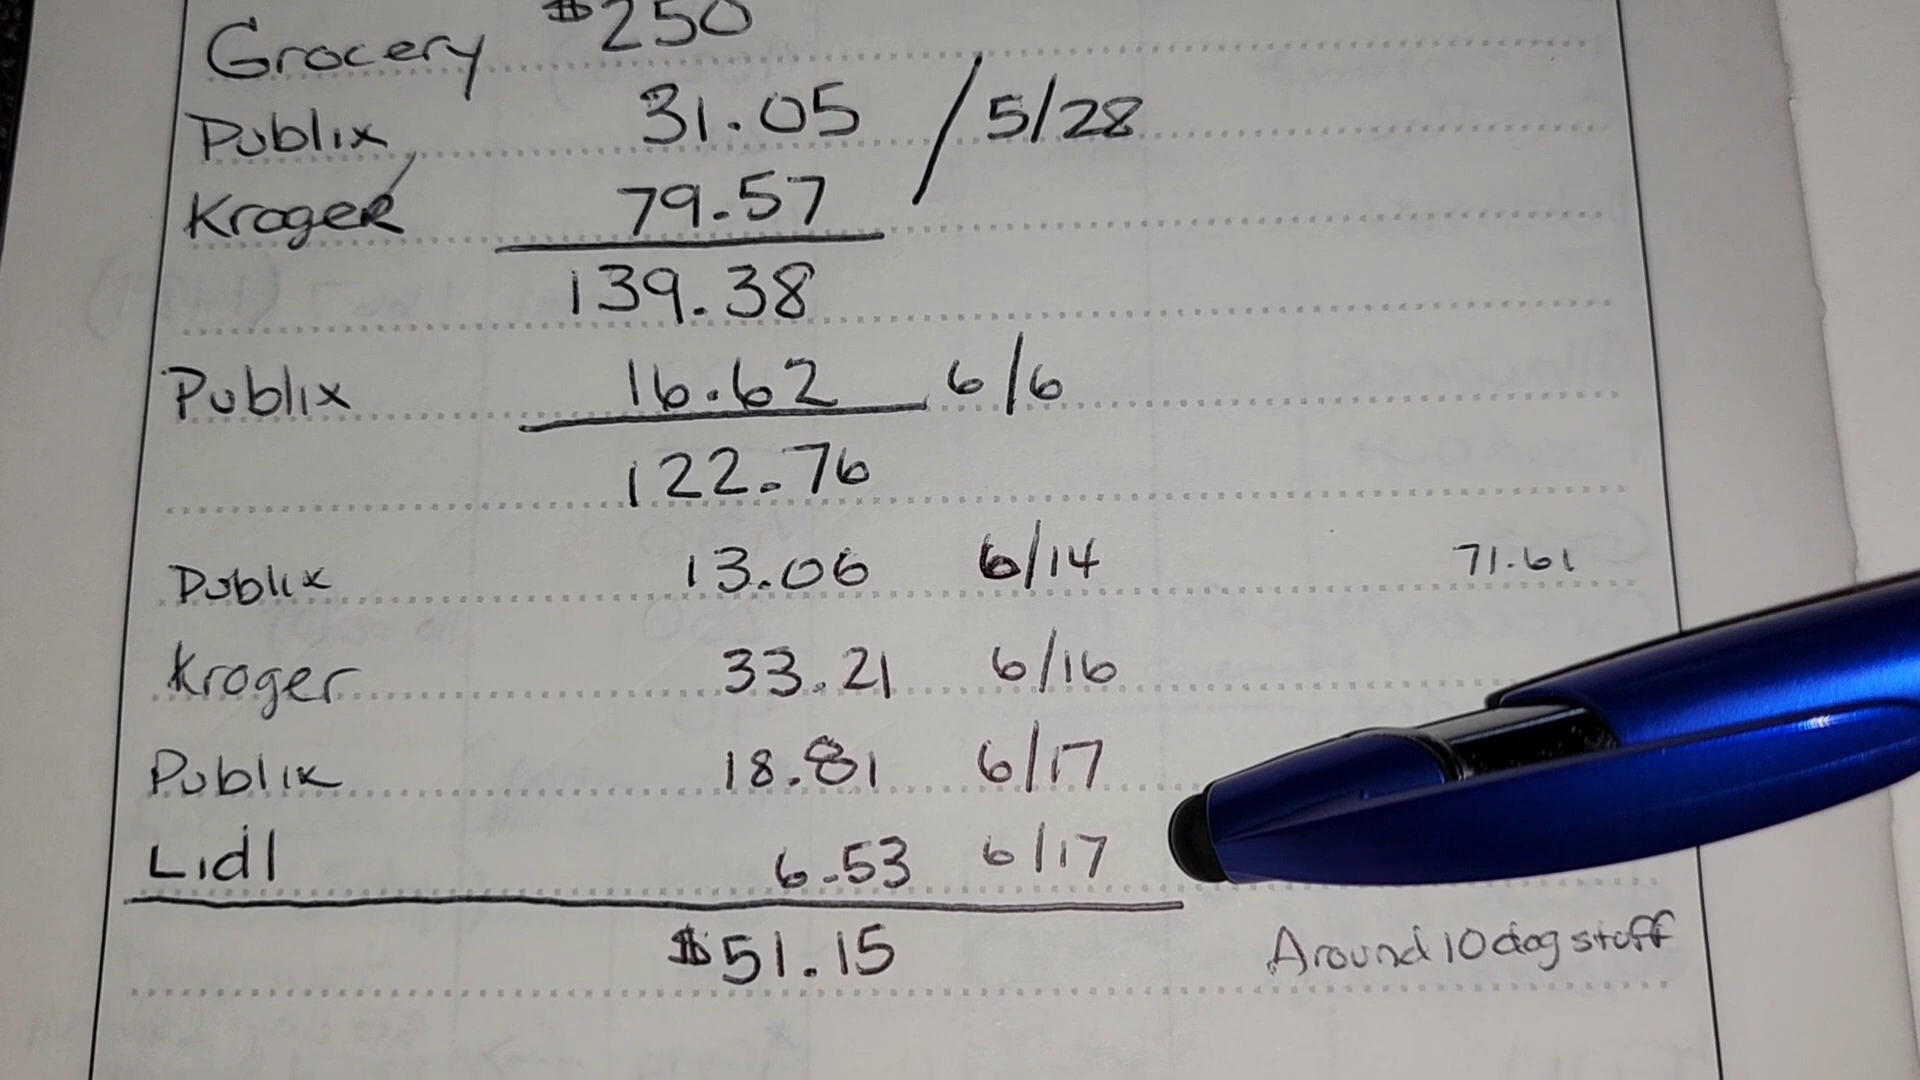 Grocery $250
Publix 31.05 / 5/28
Kroger 79.57
139.38
Publix 16.62 6/6
122.76
Publix 13.06 6/14 71.61
Kroger 33.21 6/16
Publix 18.81 6/17
Lidl 6.53 6/17
$51.15
Around 10 dog stuff